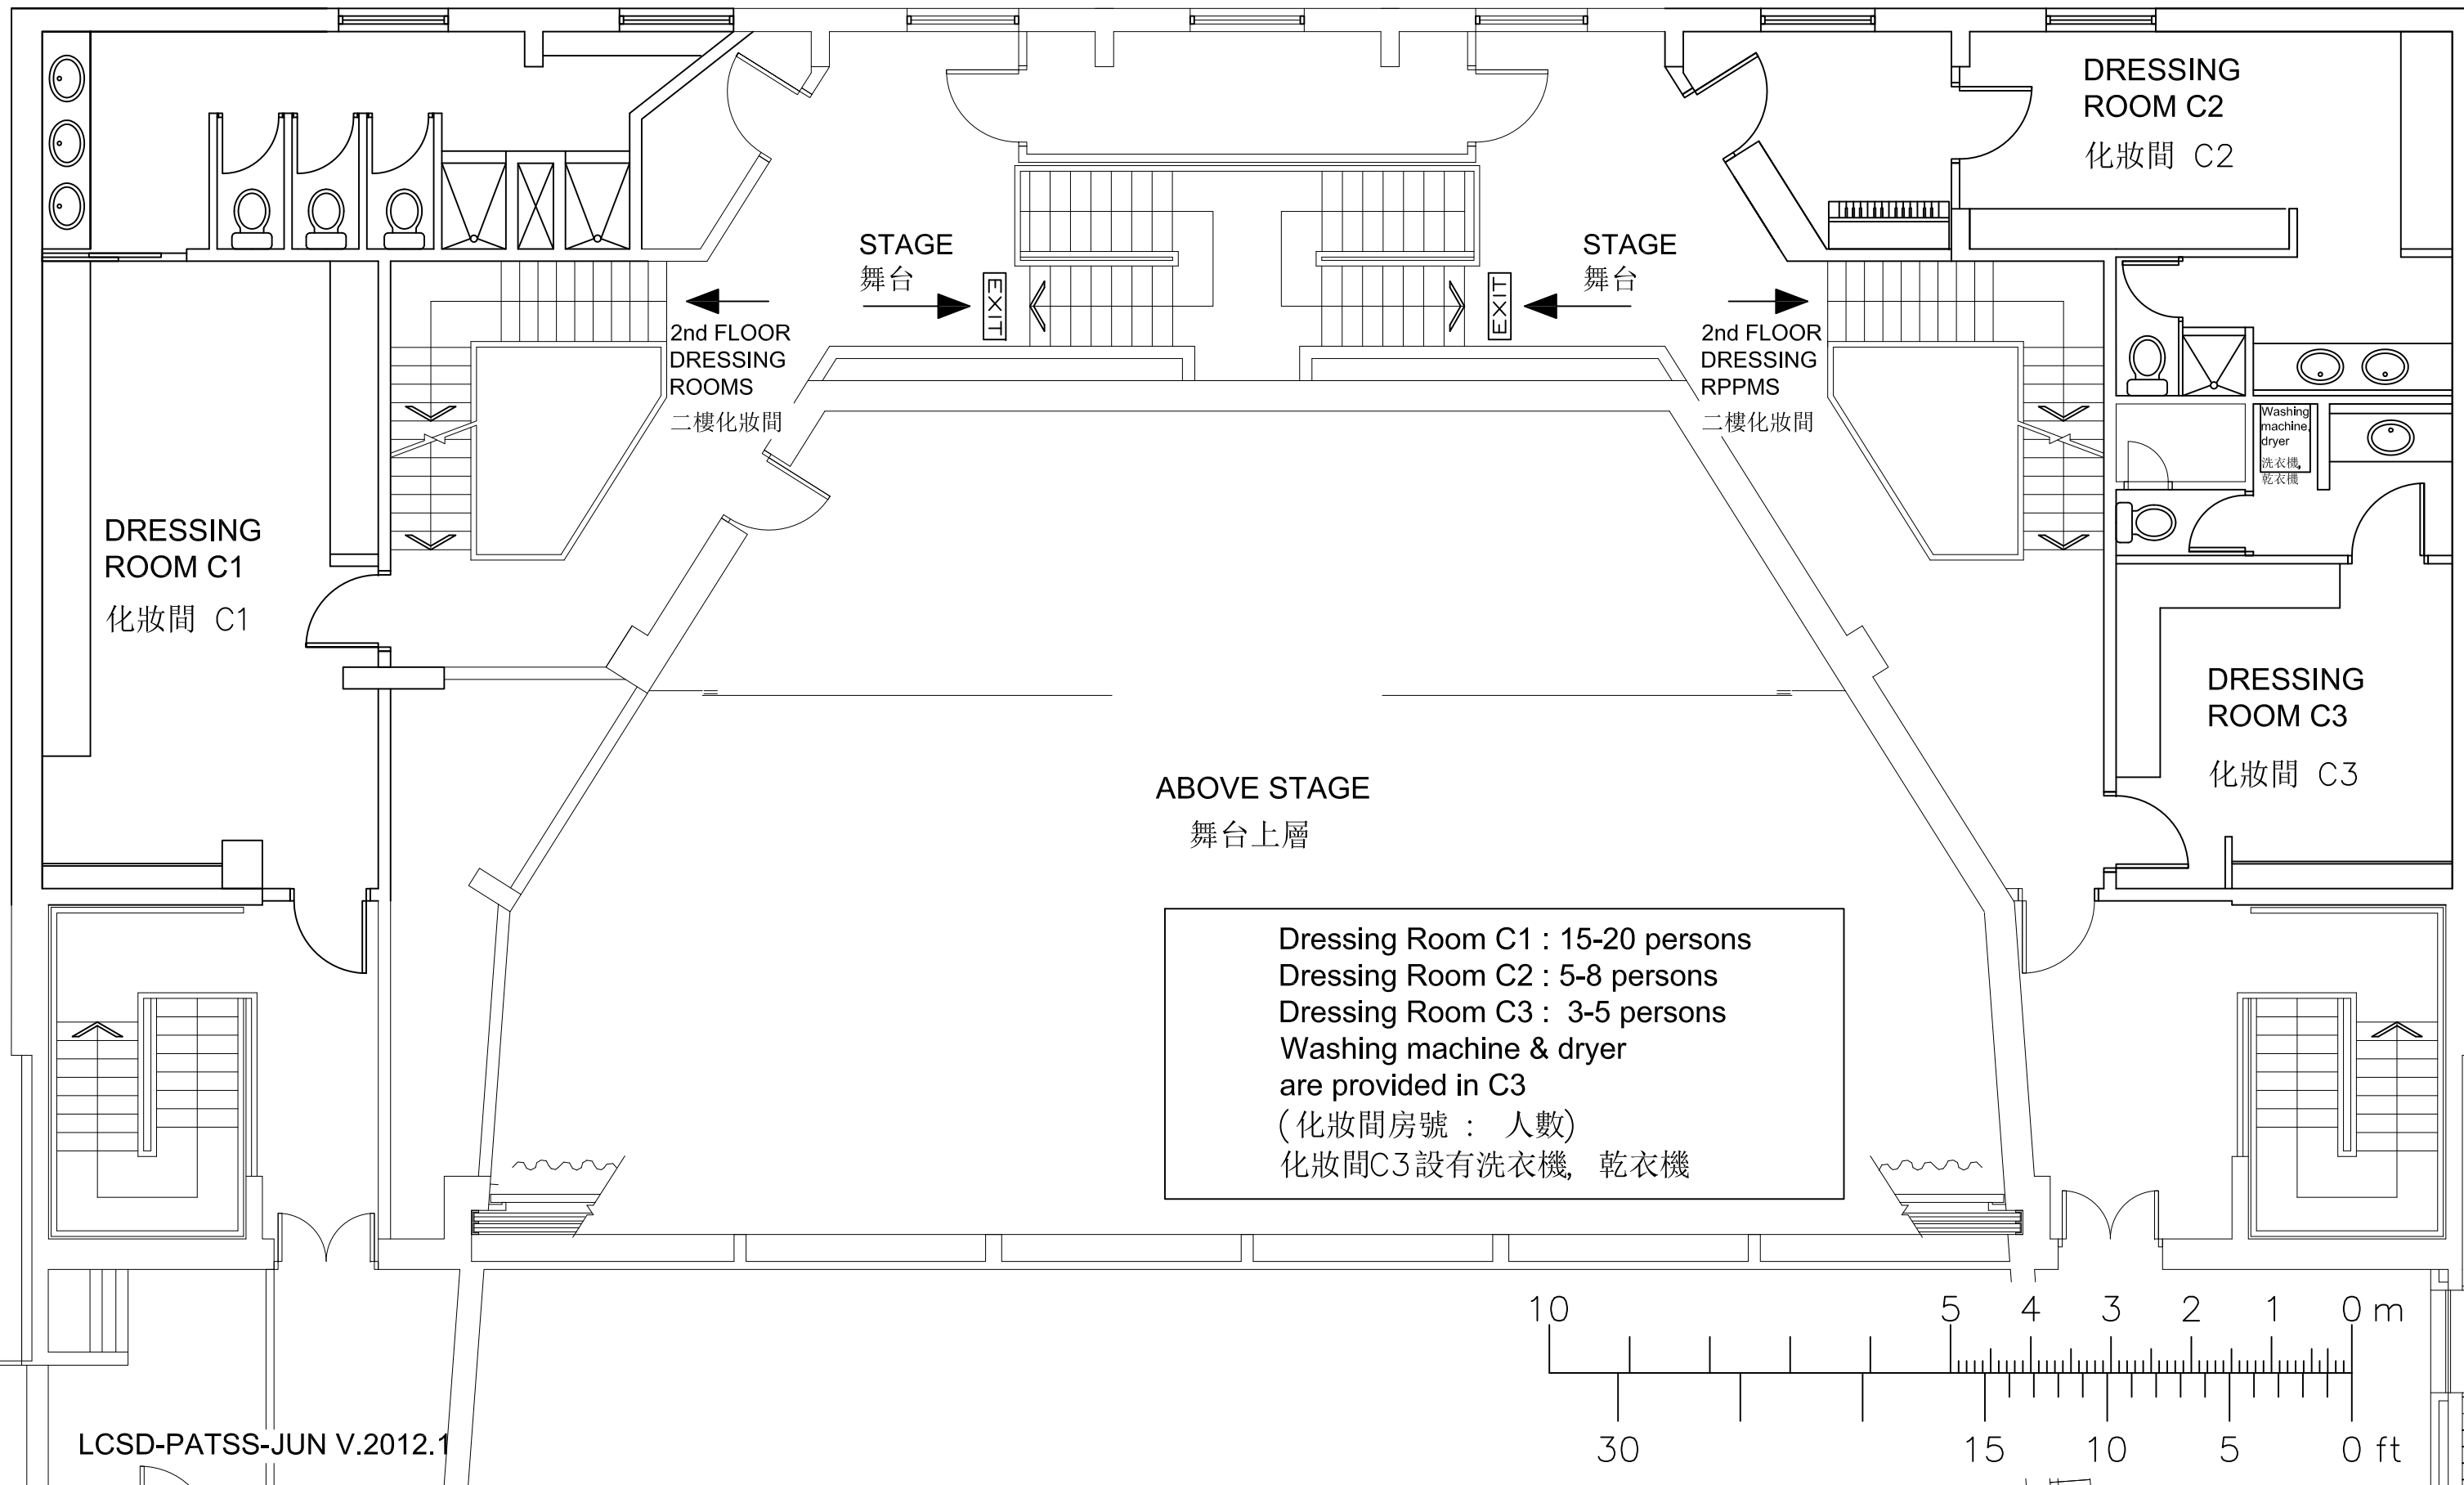 DRESSING
ROOM C2
化妝間 C2
STAGE
舞台
EXIT
EXIT
STAGE
舞台
2nd FLOOR
DRESSING
ROOMS
二樓化妝間
2nd FLOOR
DRESSING
RPPMS
二樓化妝間
Washing
machine,
dryer
洗衣機,
乾衣機
DRESSING
ROOM C1
化妝間 C1
DRESSING
ROOM C3
化妝間 C3
ABOVE STAGE
舞台上層
Dressing Room C1 : 15-20 persons
Dressing Room C2 : 5-8 persons
Dressing Room C3 : 3-5 persons
Washing machine & dryer
are provided in C3
(化妝間房號 : 人數)
化妝間C3設有洗衣機, 乾衣機
10 5 4 3 2 1 0 m
30 15 10 5 0 ft
LCSD-PATSS-JUN V.2012.1